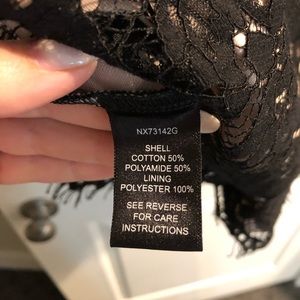 NX73142G
SHELL
COTTON 50%
POLYAMIDE 50%
LINING
POLYESTER 100%
SEE REVERSE
FOR CARE
INSTRUCTIONS